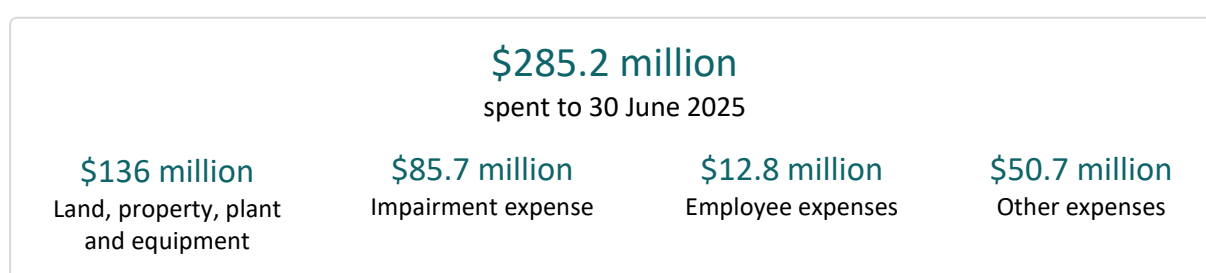 $285.2 million
spent to 30 June 2025
$136 million
Land, property, plant
and equipment
$85.7 million
Impairment expense
$12.8 million
Employee expenses
$50.7 million
Other expenses